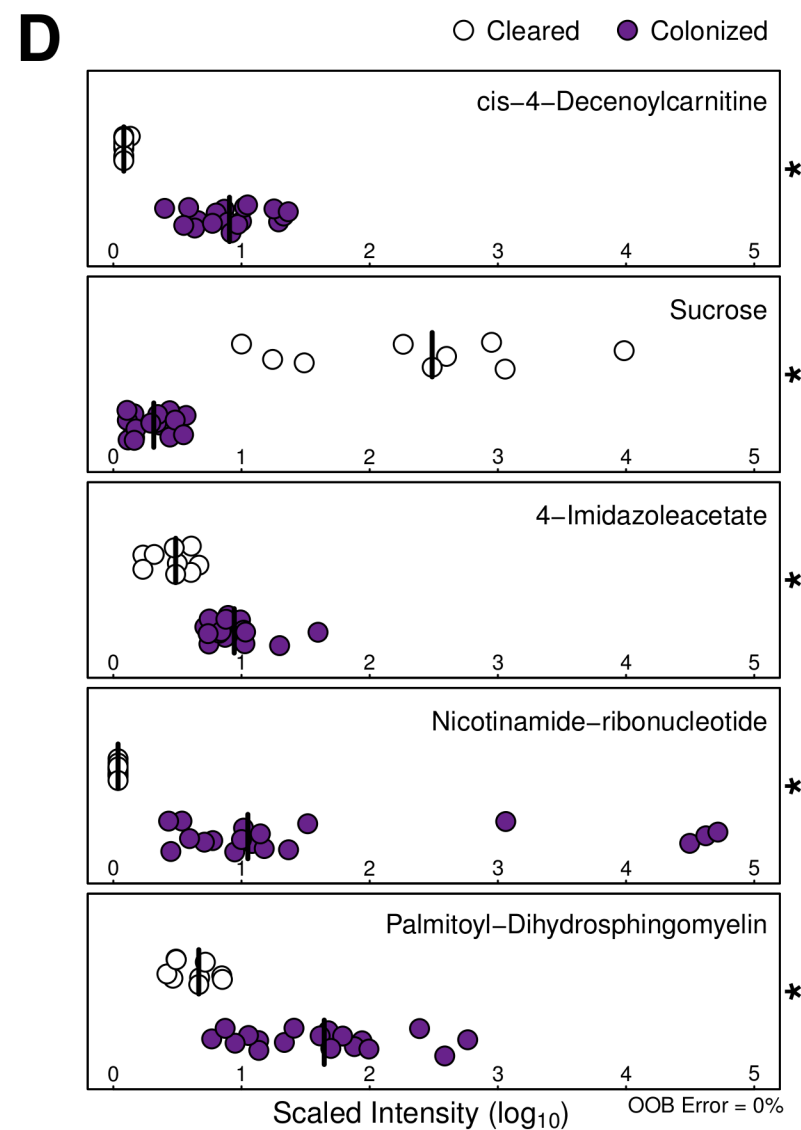 D
Cleared Colonized
cis−4−Decenoylcarnitine
*
0 1 2 3 4 5
Sucrose
*
0 1 2 3 4 5
4−Imidazoleacetate
*
0 1 2 3 4 5
Nicotinamide−ribonucleotide
*
0 1 2 3 4 5
Palmitoyl−Dihydrosphingomyelin
*
0 1 2 3 4 5
Scaled Intensity (log₁₀)
OOB Error = 0%